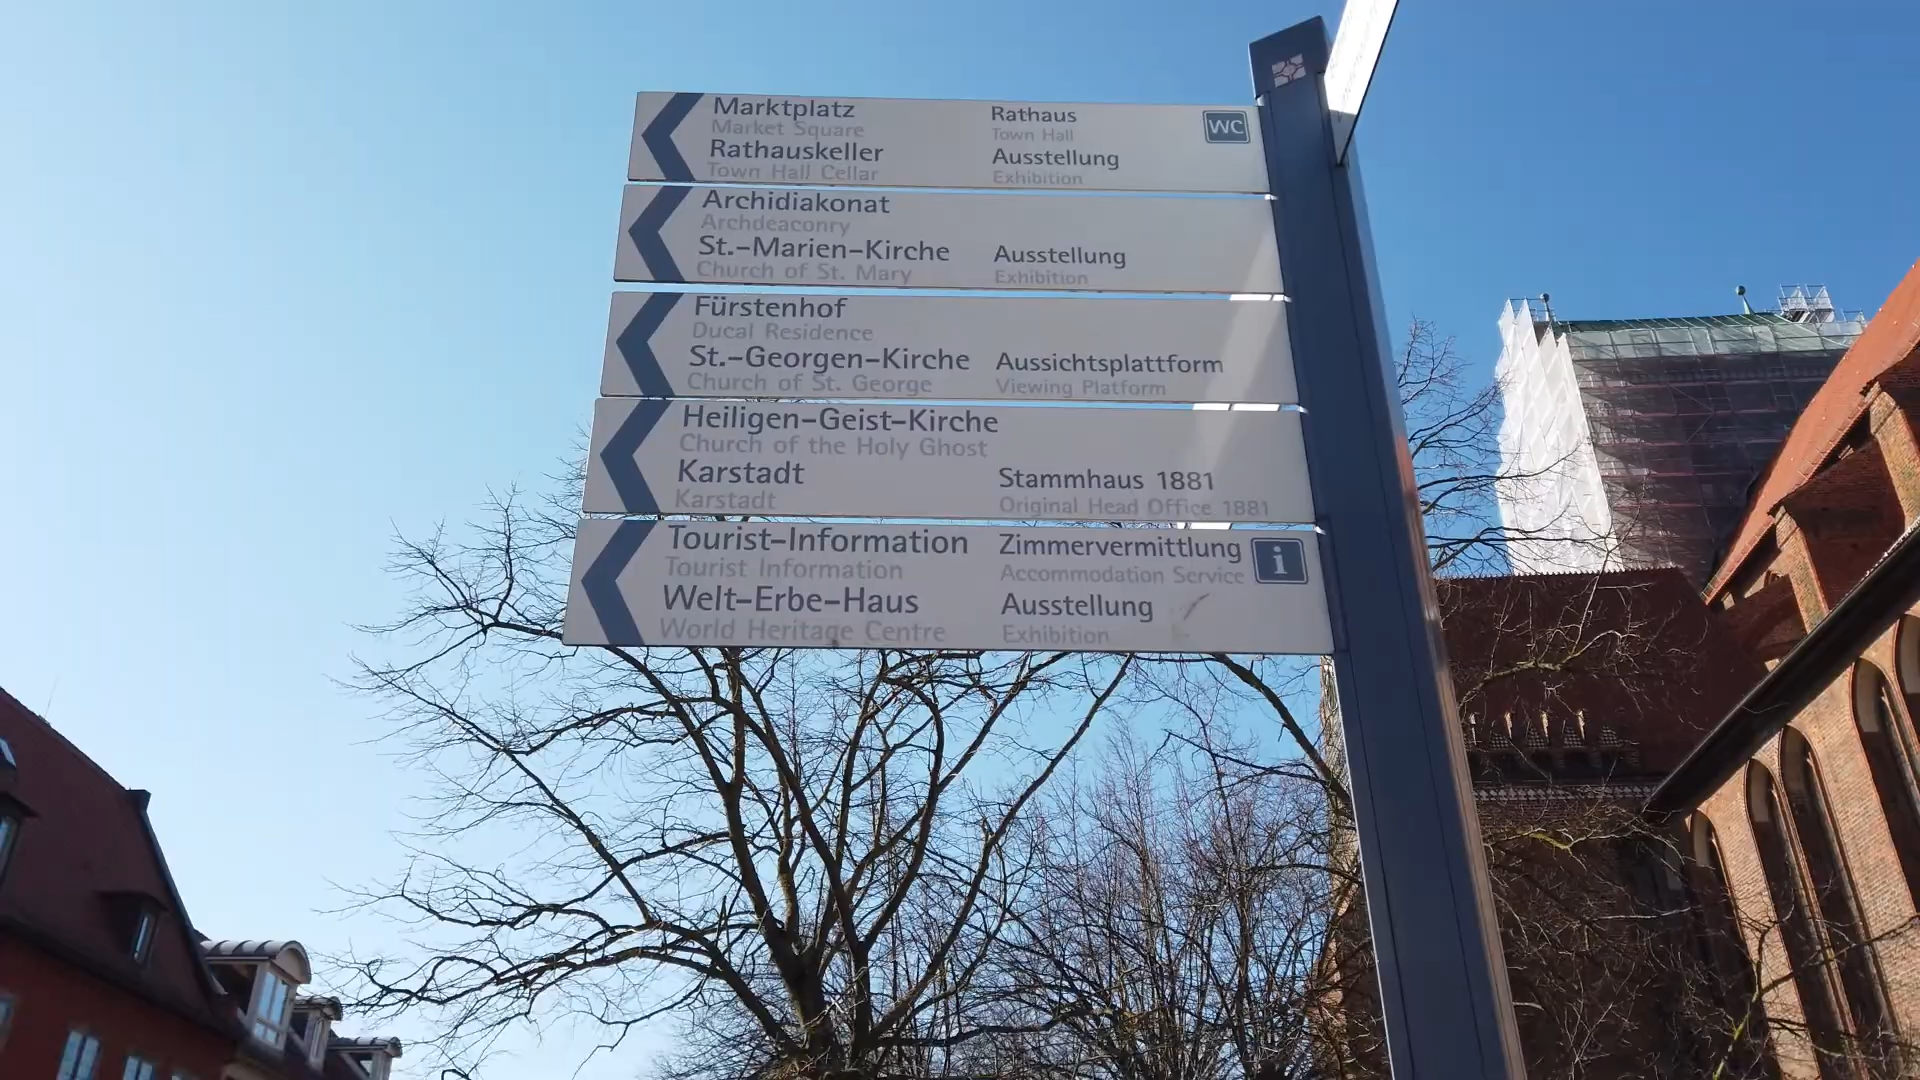 Marktplatz Rathaus WC
Market Square Town Hall
Rathauskeller Ausstellung
Town Hall Cellar Exhibition
Archidiakonat
Archdeaconry
St.-Marien-Kirche Ausstellung
Church of St. Mary Exhibition
Fürstenhof
Ducal Residence
St.-Georgen-Kirche Aussichtsplattform
Church of St. George Viewing Platform
Heiligen-Geist-Kirche
Church of the Holy Ghost
Karstadt Stammhaus 1881
Karstadt Original Head Office 1881
Tourist-Information Zimmervermittlung i
Tourist Information Accommodation Service
Welt-Erbe-Haus Ausstellung
World Heritage Centre Exhibition